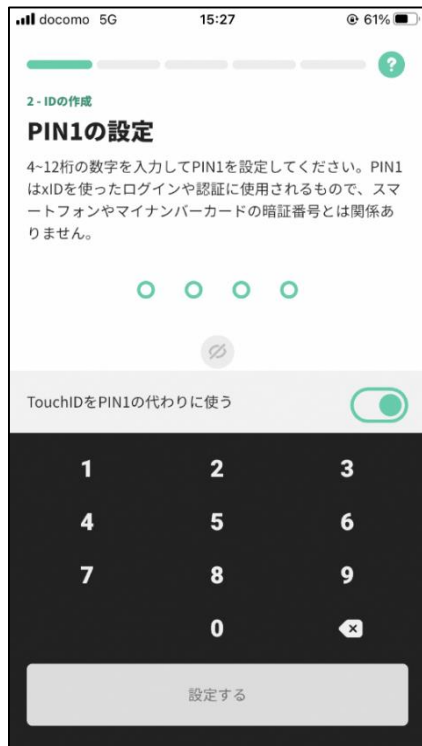 docomo 5G 15:27 61%
?
2 - IDの作成
PIN1の設定
4~12桁の数字を入力してPIN1を設定してください。PIN1
はxIDを使ったログインや認証に使用されるもので、スマ
ートフォンやマイナンバーカードの暗証番号とは関係あ
りません。
TouchIDをPIN1の代わりに使う
1 2 3
4 5 6
7 8 9
0
設定する